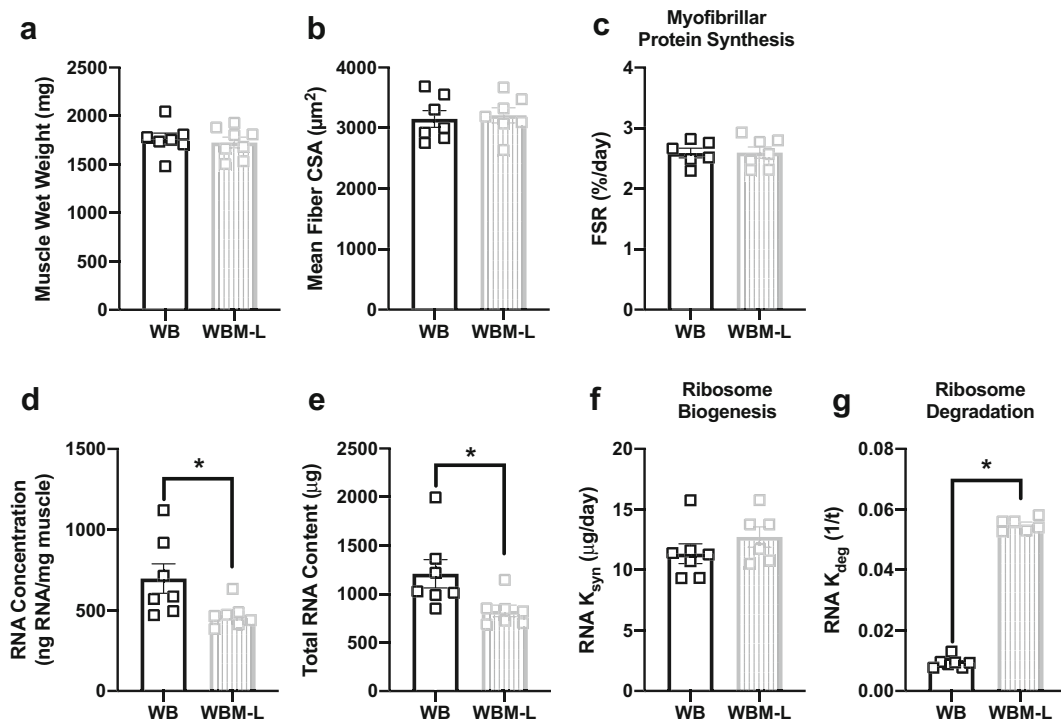 a
Muscle Wet Weight (mg)
2500
2000
1500
1000
500
0
WB WBM-L
b
Mean Fiber CSA (μm²)
4000
3000
2000
1000
0
WB WBM-L
c
Myofibrillar
Protein Synthesis
FSR (%/day)
4
3
2
1
0
WB WBM-L
d
RNA Concentration
(ng RNA/mg muscle)
1500
1000
500
0
*
WB WBM-L
e
Total RNA Content (μg)
2500
2000
1500
1000
500
0
*
WB WBM-L
f
Ribosome
Biogenesis
RNA Ksyn (μg/day)
20
15
10
5
0
WB WBM-L
g
Ribosome
Degradation
RNA Kdeg (1/t)
0.08
0.06
0.04
0.02
0.00
*
WB WBM-L